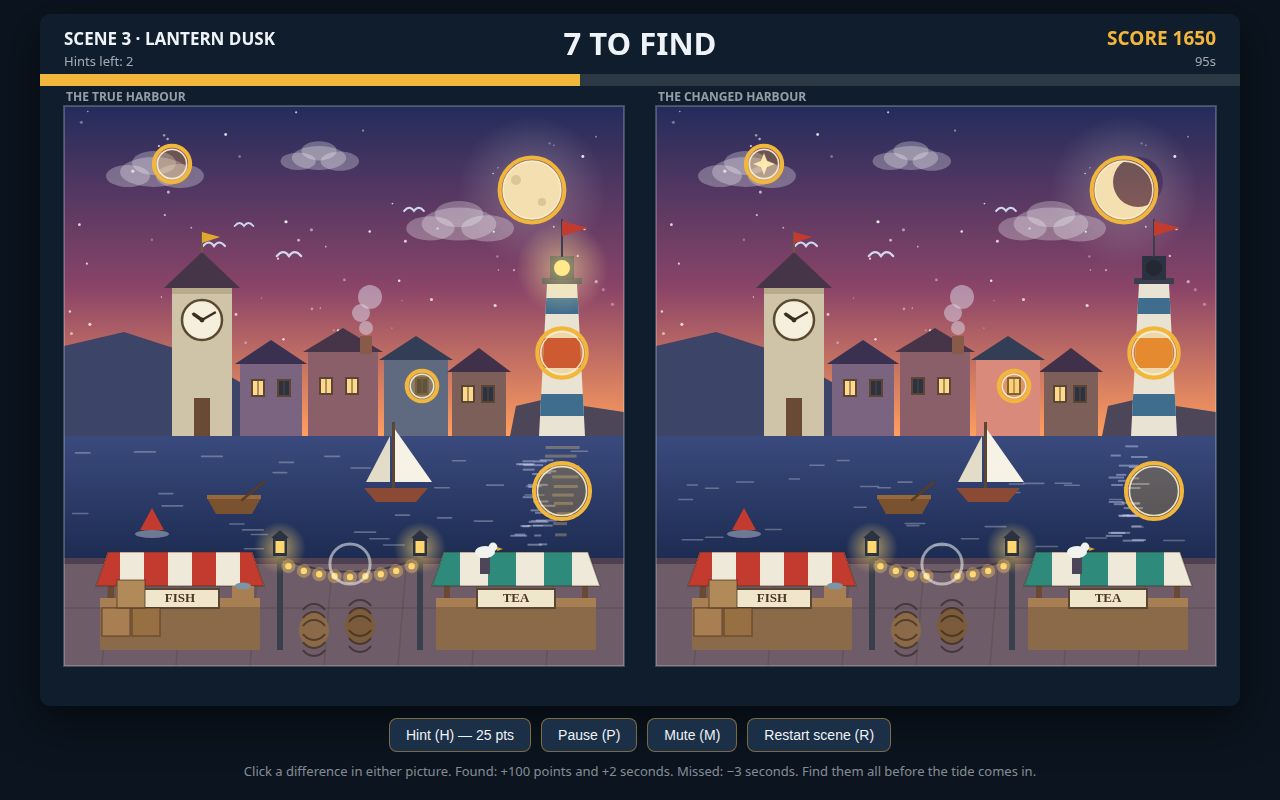 SCENE 3 · LANTERN DUSK
Hints left: 2
7 TO FIND
SCORE 1650
95s
THE TRUE HARBOUR
THE CHANGED HARBOUR
FISH
TEA
FISH
TEA
Hint (H) — 25 pts
Pause (P)
Mute (M)
Restart scene (R)
Click a difference in either picture. Found: +100 points and +2 seconds. Missed: −3 seconds. Find them all before the tide comes in.